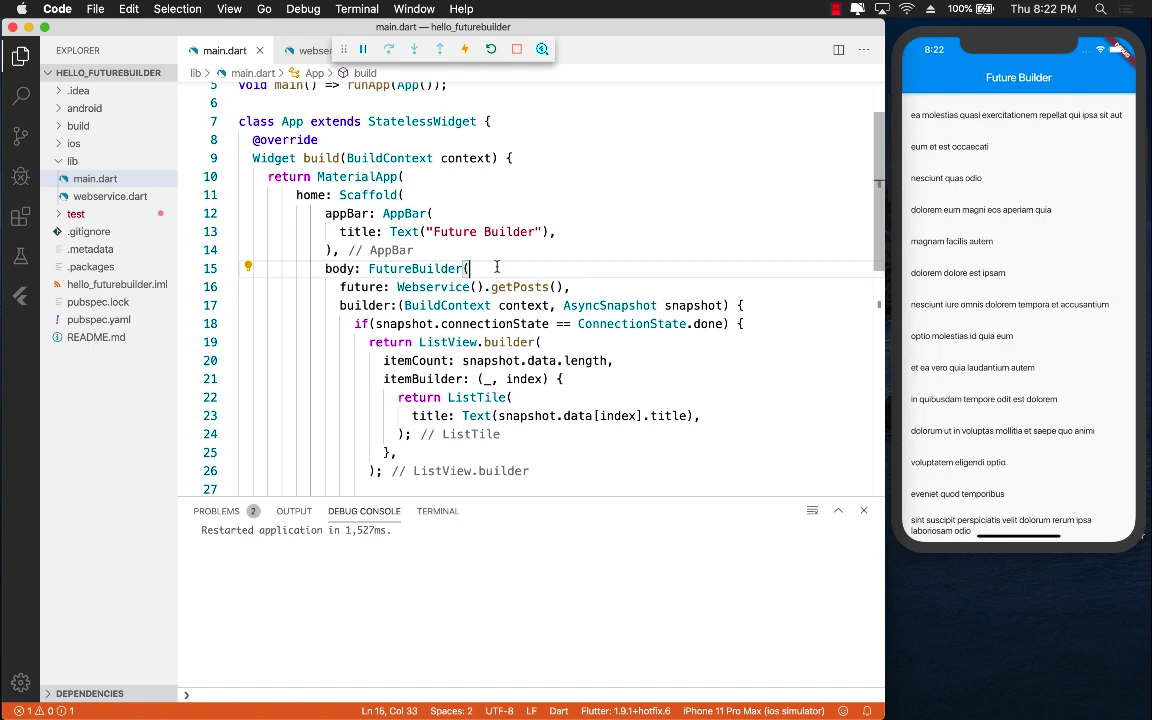 Code File Edit Selection View Go Debug Terminal Window Help 100% Thu 8:22 PM
main.dart — hello_futurebuilder
EXPLORER
HELLO_FUTUREBUILDER
.idea
android
build
ios
lib
main.dart
webservice.dart
test
.gitignore
.metadata
.packages
hello_futurebuilder.iml
pubspec.lock
pubspec.yaml
README.md
DEPENDENCIES
main.dart
lib > main.dart > App > build
5 void main() => runApp(App());
6
7 class App extends StatelessWidget {
8 @override
9 Widget build(BuildContext context) {
10 return MaterialApp(
11 home: Scaffold(
12 appBar: AppBar(
13 title: Text("Future Builder"),
14 ), // AppBar
15 body: FutureBuilder(
16 future: Webservice().getPosts(),
17 builder:(BuildContext context, AsyncSnapshot snapshot) {
18 if(snapshot.connectionState == ConnectionState.done) {
19 return ListView.builder(
20 itemCount: snapshot.data.length,
21 itemBuilder: (_, index) {
22 return ListTile(
23 title: Text(snapshot.data[index].title),
24 ); // ListTile
25 },
26 ); // ListView.builder
27
PROBLEMS 2 OUTPUT DEBUG CONSOLE TERMINAL
Restarted application in 1,527ms.
1 0 1 Ln 15, Col 33 Spaces: 2 UTF-8 LF Dart Flutter: 1.9.1+hotfix.6 iPhone 11 Pro Max (ios simulator)
8:22
DEBUG
Future Builder
ea molestias quasi exercitationem repellat qui ipsa sit aut
eum et est occaecati
nesciunt quas odio
dolorem eum magni eos aperiam quia
magnam facilis autem
dolorem dolore est ipsam
nesciunt iure omnis dolorem tempora et accusantium
optio molestias id quia eum
et ea vero quia laudantium autem
in quibusdam tempore odit est dolorem
dolorum ut in voluptas mollitia et saepe quo animi
voluptatem eligendi optio
eveniet quod temporibus
sint suscipit perspiciatis velit dolorum rerum ipsa
laboriosam odio